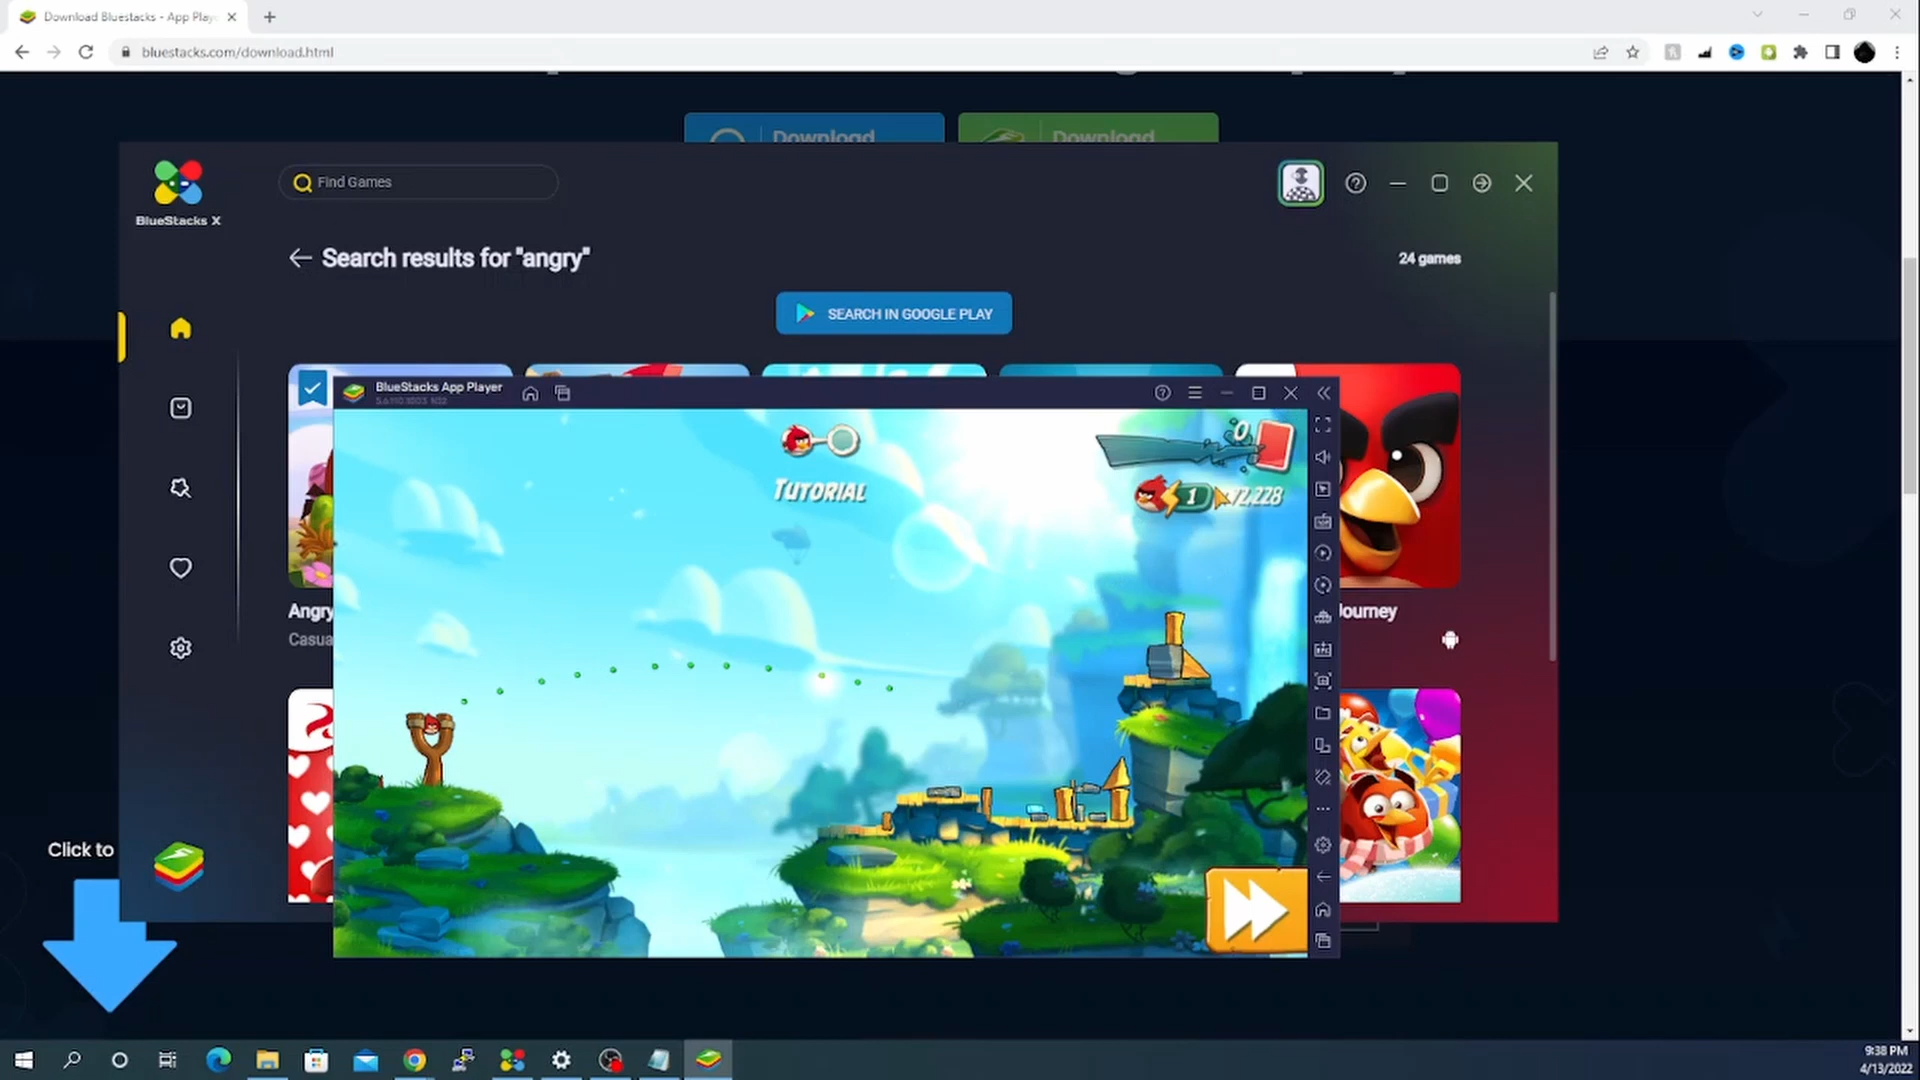 Download Bluestacks - App Play
bluestacks.com/download.html
Download
Download
BlueStacks X
Find Games
Search results for "angry"
24 games
SEARCH IN GOOGLE PLAY
BlueStacks App Player
0
TUTORIAL
1
Angry
Casua
Journey
Click to
9:38 PM
4/13/2022